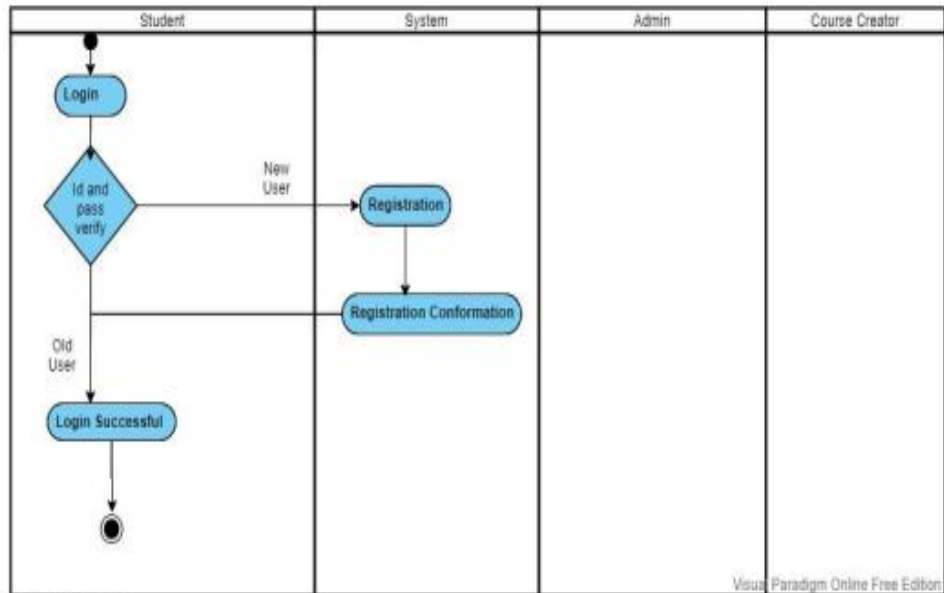 Student
System
Admin
Course Creator
Login
Id and
pass
verify
New
User
Registration
Registration Conformation
Old
User
Login Successful
Visual Paradigm Online Free Edition